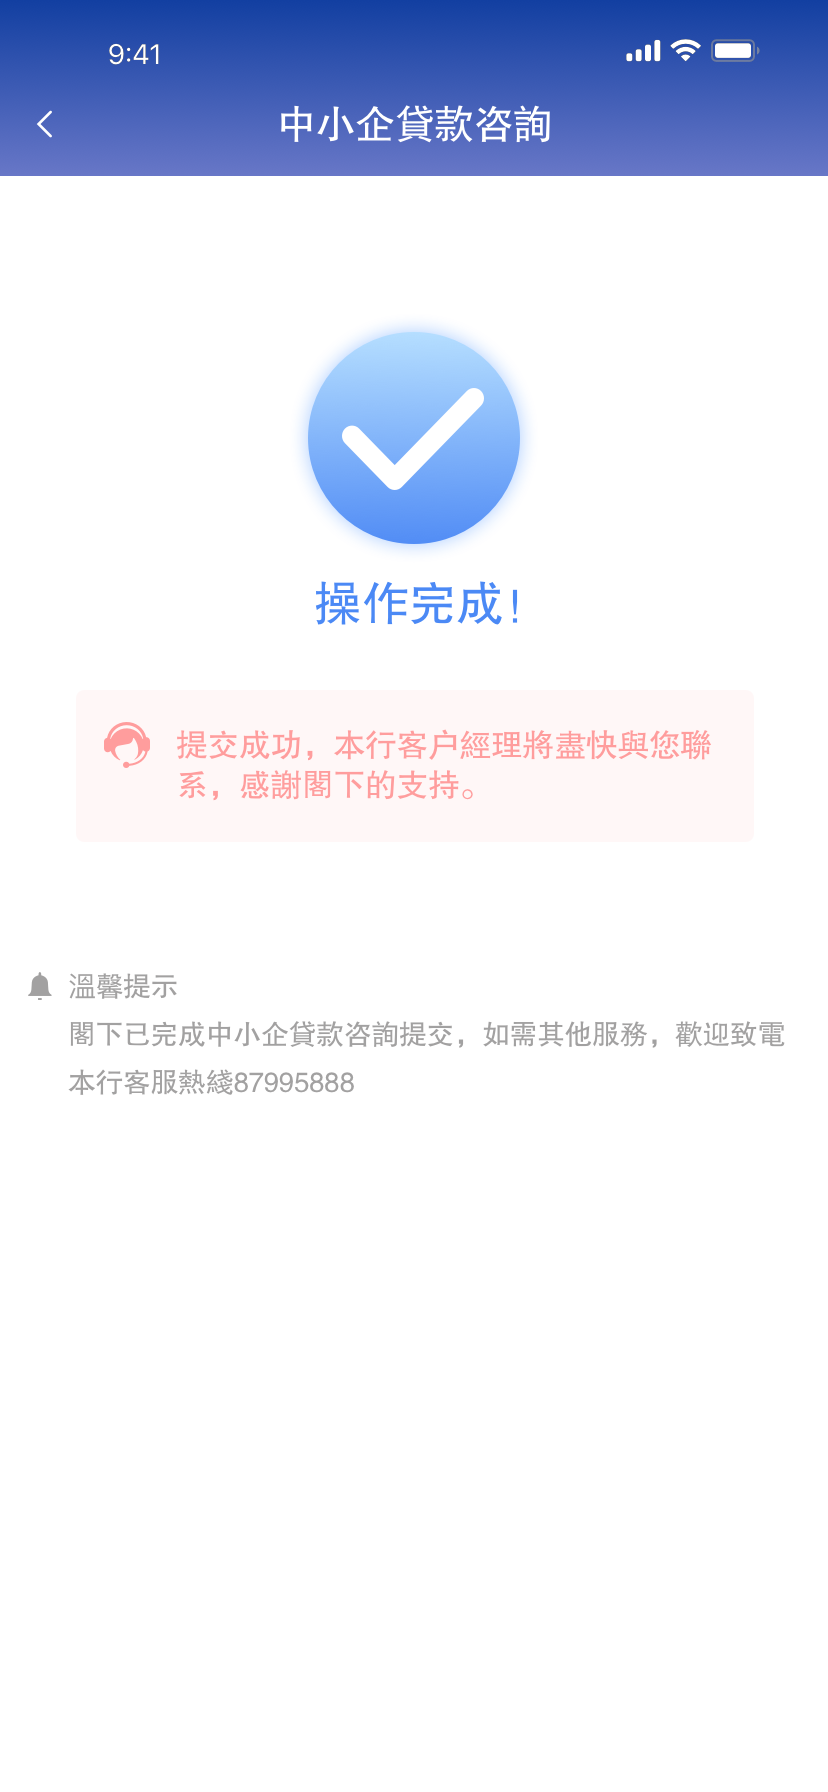 9:41
中小企貸款咨詢
操作完成!
提交成功，本行客户經理將盡快與您聯
系，感謝閣下的支持。
溫馨提示
閣下已完成中小企貸款咨詢提交，如需其他服務，歡迎致電
本行客服熱綫87995888